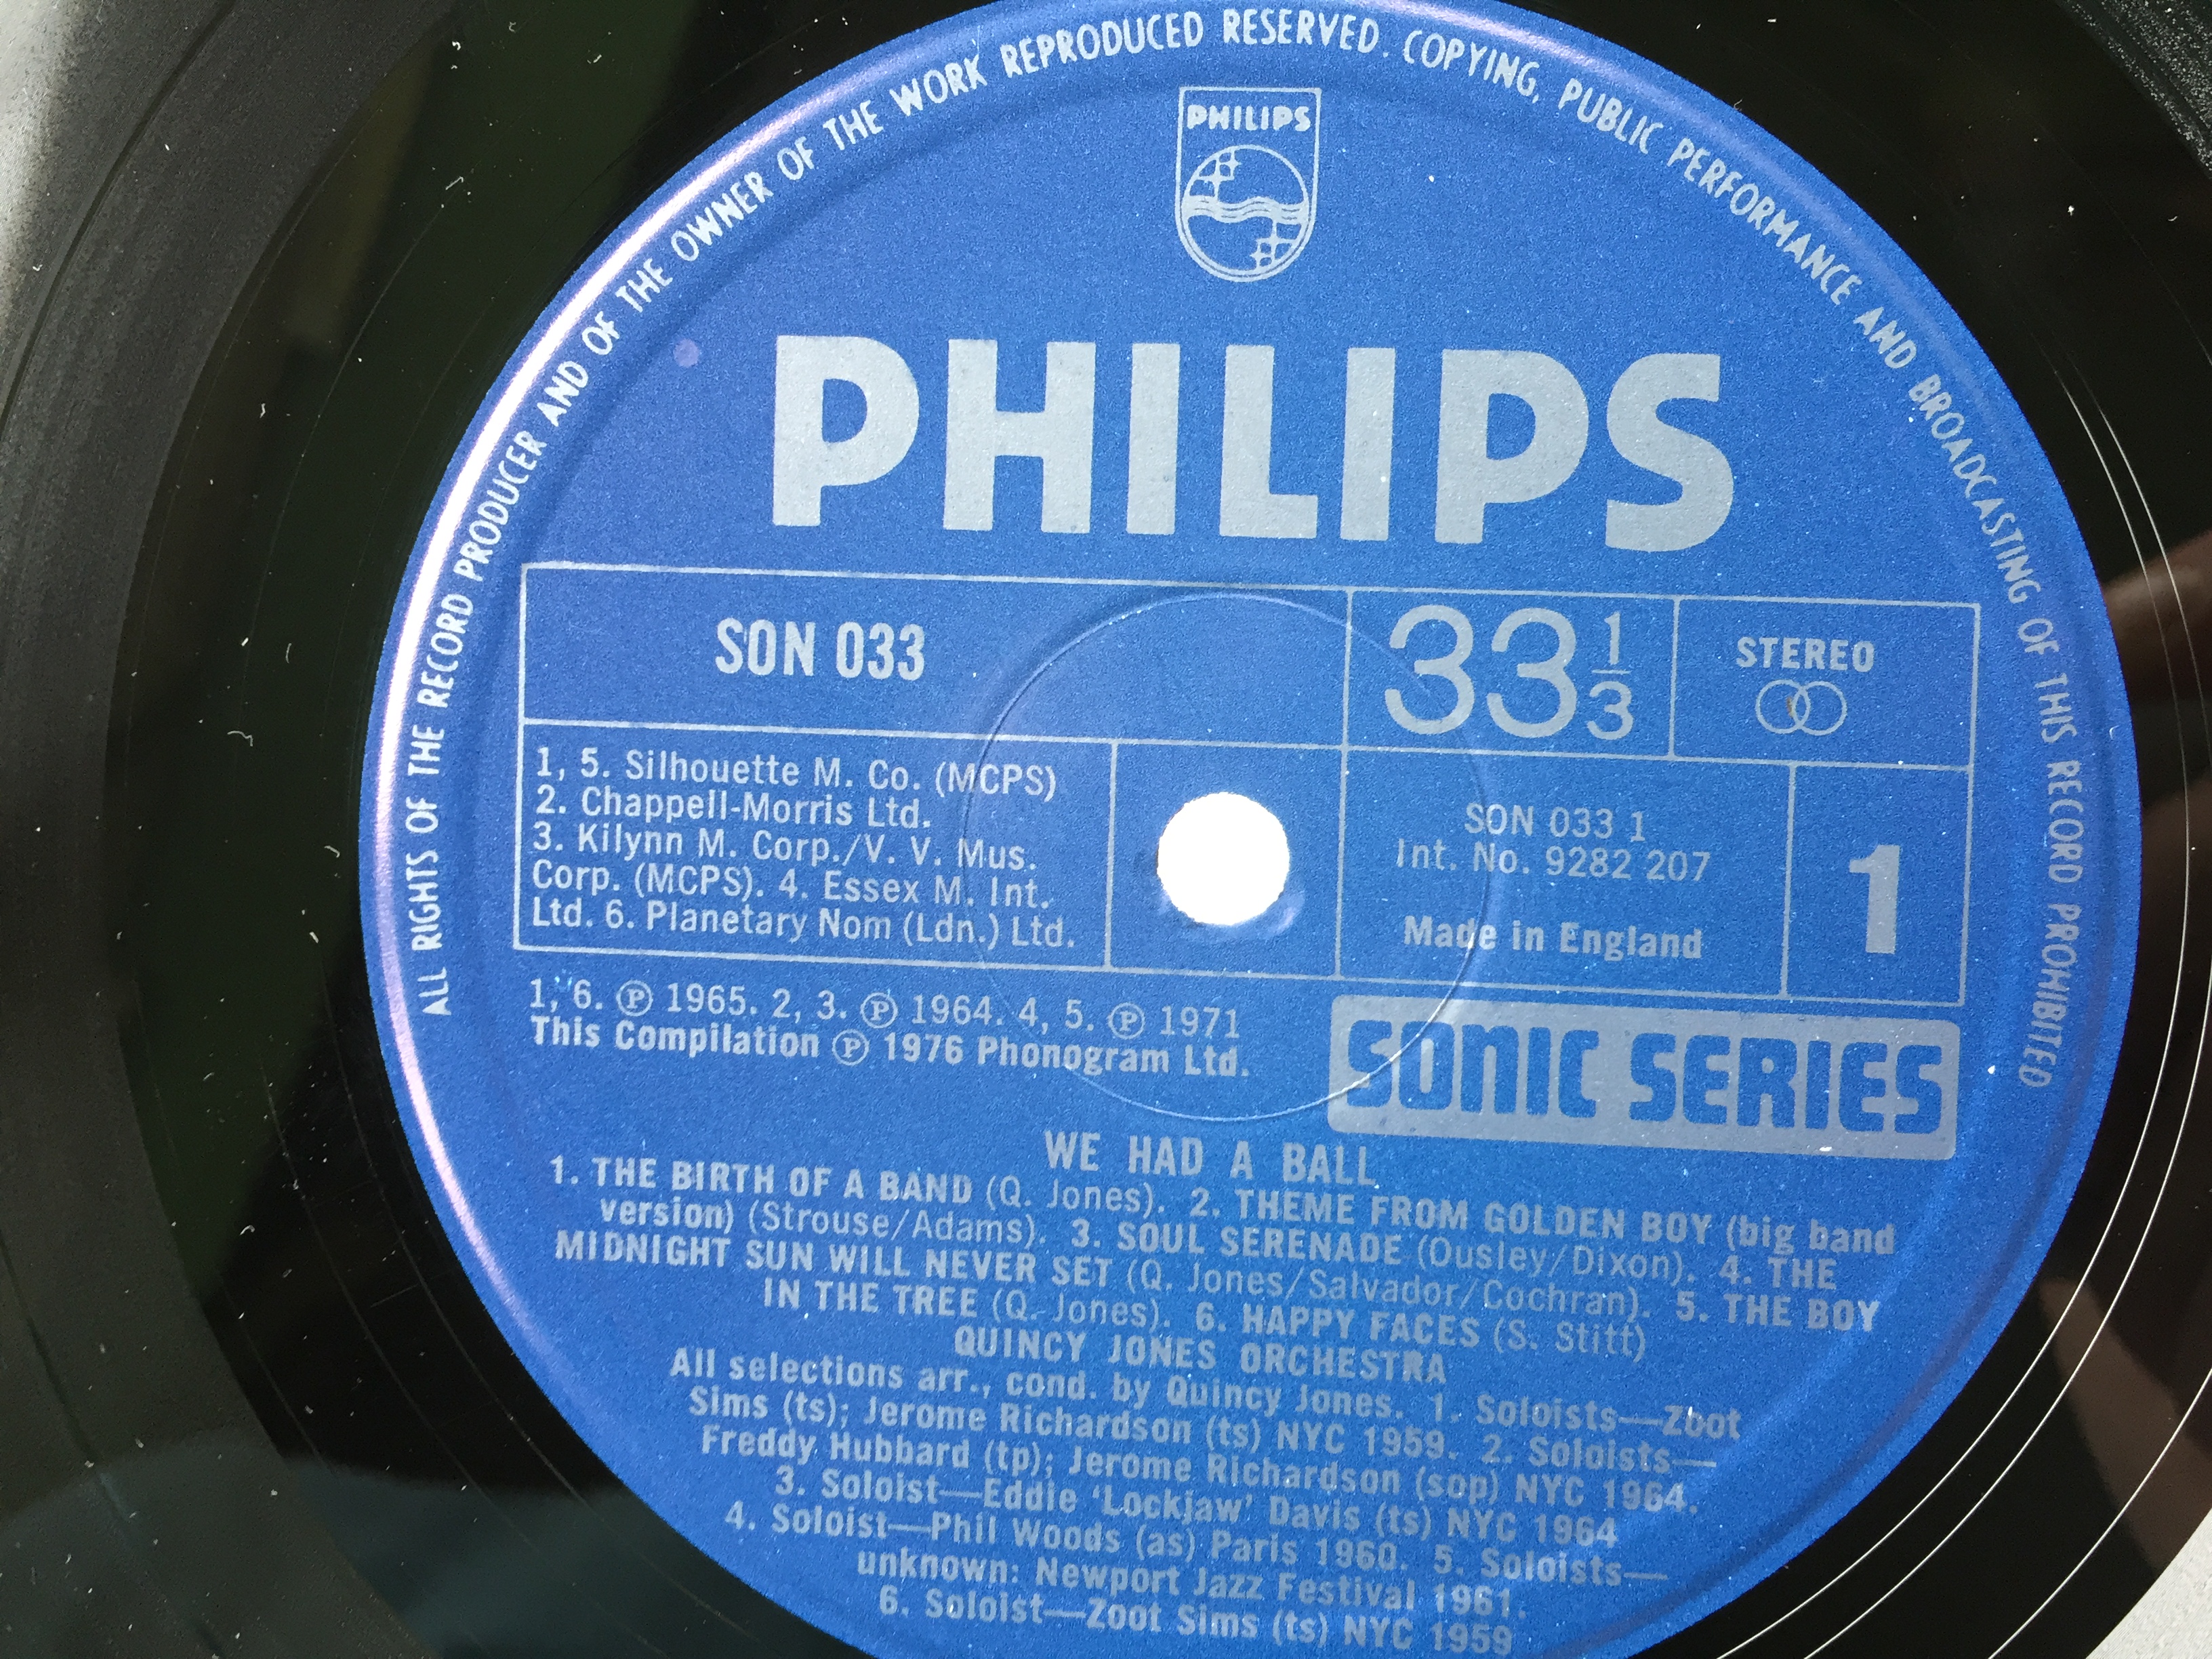 ALL RIGHTS OF THE RECORD PRODUCER AND OF THE OWNER OF THE WORK REPRODUCED RESERVED. COPYING, PUBLIC PERFORMANCE AND BROADCASTING OF THIS RECORD PROHIBITED
PHILIPS
PHILIPS
SON 033
33 1/3
STEREO
1, 5. Silhouette M. Co. (MCPS)
2. Chappell-Morris Ltd.
3. Kilynn M. Corp./V. V. Mus.
Corp. (MCPS). 4. Essex M. Int.
Ltd. 6. Planetary Nom (Ldn.) Ltd.
SON 033 1
Int. No. 9282 207
Made in England
1
1, 6. ℗ 1965. 2, 3. ℗ 1964. 4, 5. ℗ 1971
This Compilation ℗ 1976 Phonogram Ltd.
SONIC SERIES
WE HAD A BALL
1. THE BIRTH OF A BAND (Q. Jones). 2. THEME FROM GOLDEN BOY (big band
version) (Strouse/Adams). 3. SOUL SERENADE (Ousley/Dixon). 4. THE
MIDNIGHT SUN WILL NEVER SET (Q. Jones/Salvador/Cochran). 5. THE BOY
IN THE TREE (Q. Jones). 6. HAPPY FACES (S. Stitt)
QUINCY JONES ORCHESTRA
All selections arr., cond. by Quincy Jones. 1. Soloists—Zoot
Sims (ts); Jerome Richardson (ts) NYC 1959. 2. Soloists—
Freddy Hubbard (tp); Jerome Richardson (sop) NYC 1964.
3. Soloist—Eddie 'Lockjaw' Davis (ts) NYC 1964
4. Soloist—Phil Woods (as) Paris 1960. 5. Soloists—
unknown: Newport Jazz Festival 1961.
6. Soloist—Zoot Sims (ts) NYC 1959